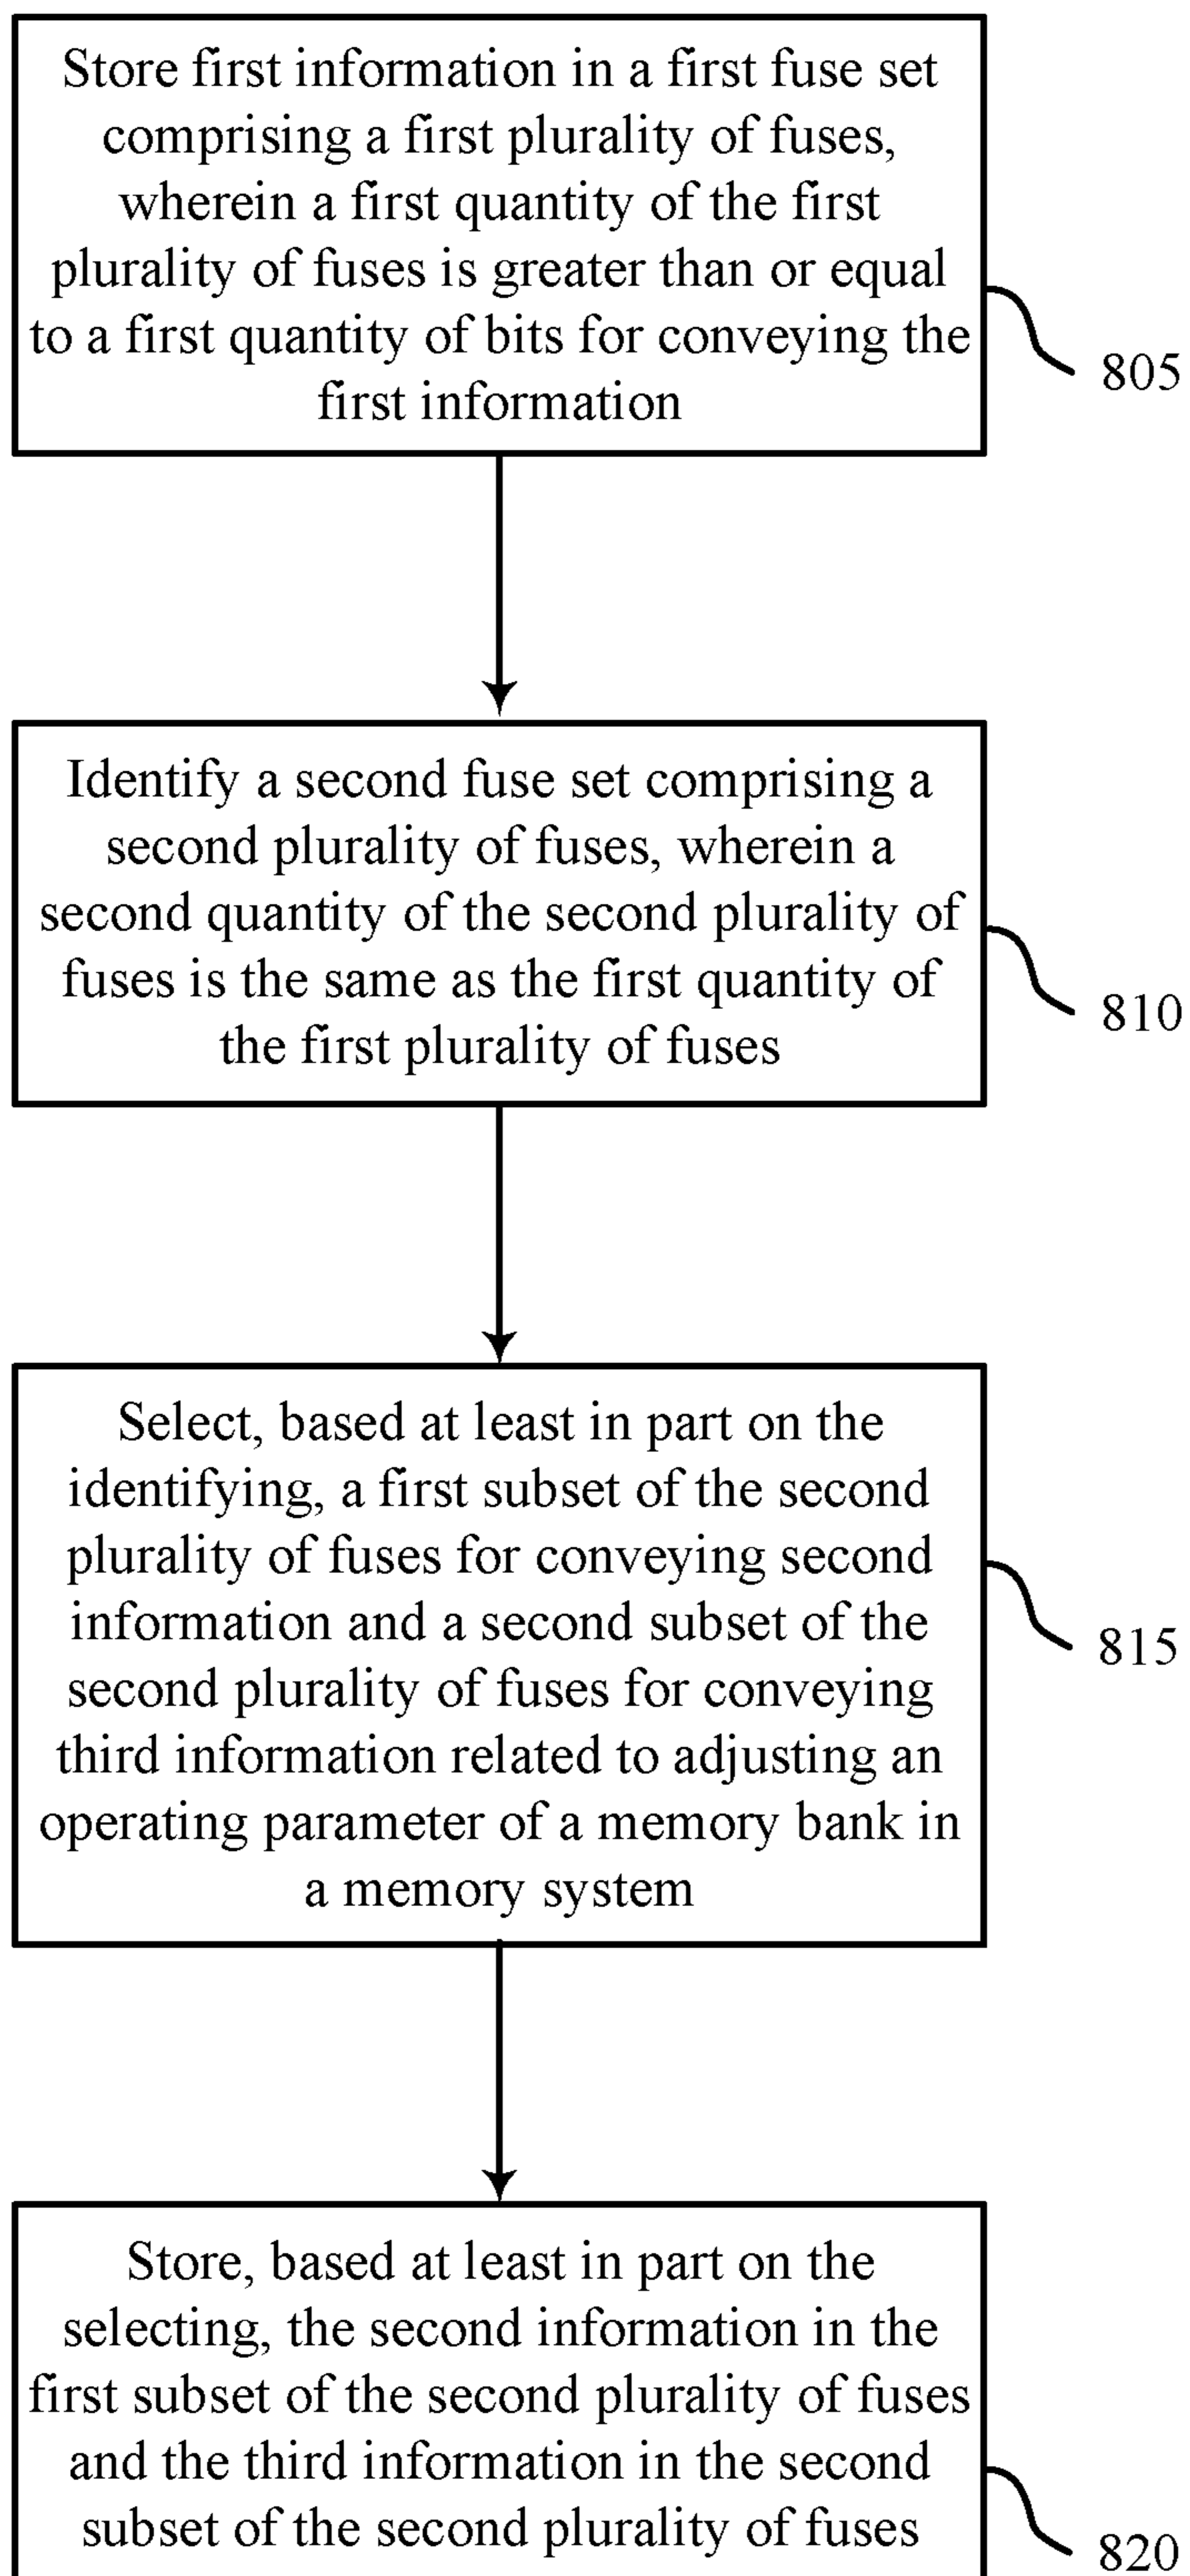 Store first information in a first fuse set
comprising a first plurality of fuses,
wherein a first quantity of the first
plurality of fuses is greater than or equal
to a first quantity of bits for conveying the
first information
805
Identify a second fuse set comprising a
second plurality of fuses, wherein a
second quantity of the second plurality of
fuses is the same as the first quantity of
the first plurality of fuses
810
Select, based at least in part on the
identifying, a first subset of the second
plurality of fuses for conveying second
information and a second subset of the
second plurality of fuses for conveying
third information related to adjusting an
operating parameter of a memory bank in
a memory system
815
Store, based at least in part on the
selecting, the second information in the
first subset of the second plurality of fuses
and the third information in the second
subset of the second plurality of fuses
820